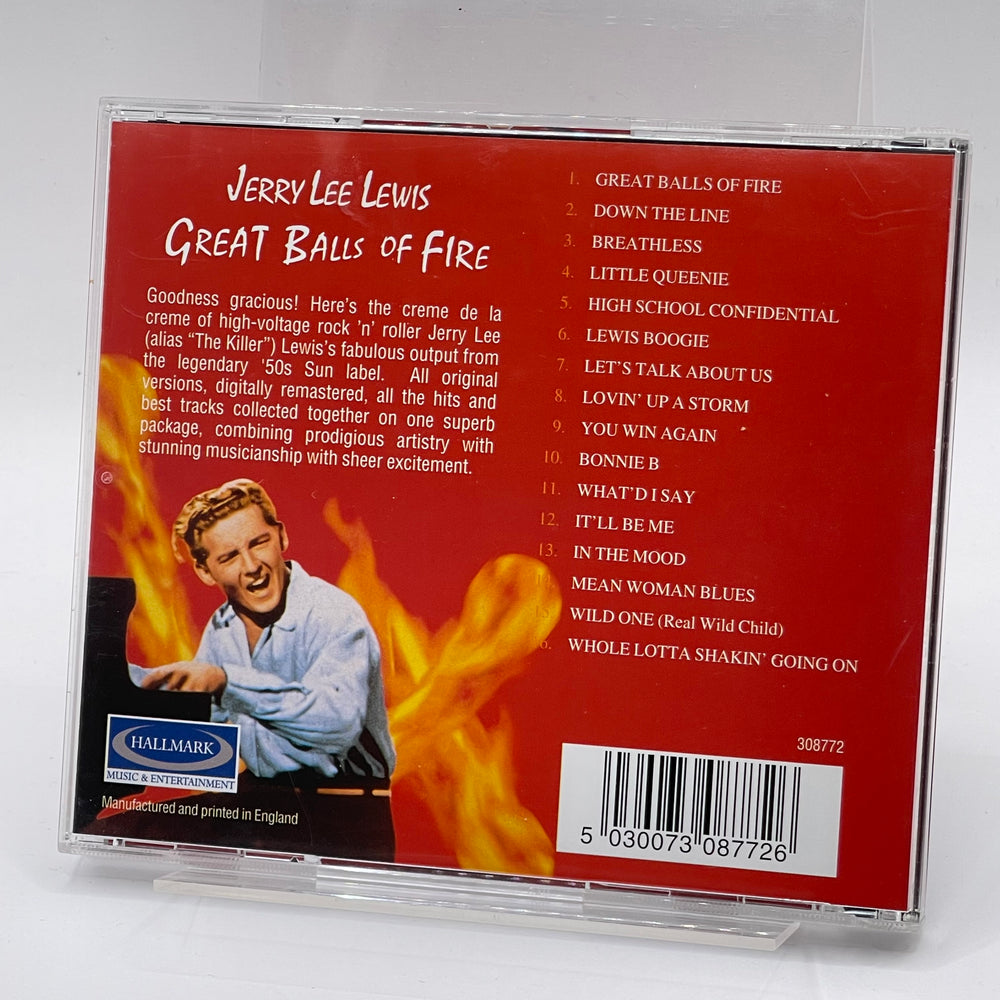 JERRY LEE LEWIS
GREAT BALLS OF FIRE
Goodness gracious! Here's the creme de la
creme of high-voltage rock 'n' roller Jerry Lee
(alias “The Killer”) Lewis's fabulous output from
the legendary '50s Sun label. All original
versions, digitally remastered, all the hits and
best tracks collected together on one superb
package, combining prodigious artistry with
stunning musicianship with sheer excitement.
1. GREAT BALLS OF FIRE
2. DOWN THE LINE
3. BREATHLESS
4. LITTLE QUEENIE
5. HIGH SCHOOL CONFIDENTIAL
6. LEWIS BOOGIE
7. LET'S TALK ABOUT US
8. LOVIN' UP A STORM
9. YOU WIN AGAIN
10. BONNIE B
11. WHAT'D I SAY
12. IT'LL BE ME
13. IN THE MOOD
14. MEAN WOMAN BLUES
15. WILD ONE (Real Wild Child)
16. WHOLE LOTTA SHAKIN' GOING ON
HALLMARK
MUSIC & ENTERTAINMENT
Manufactured and printed in England
308772
5 030073 087726